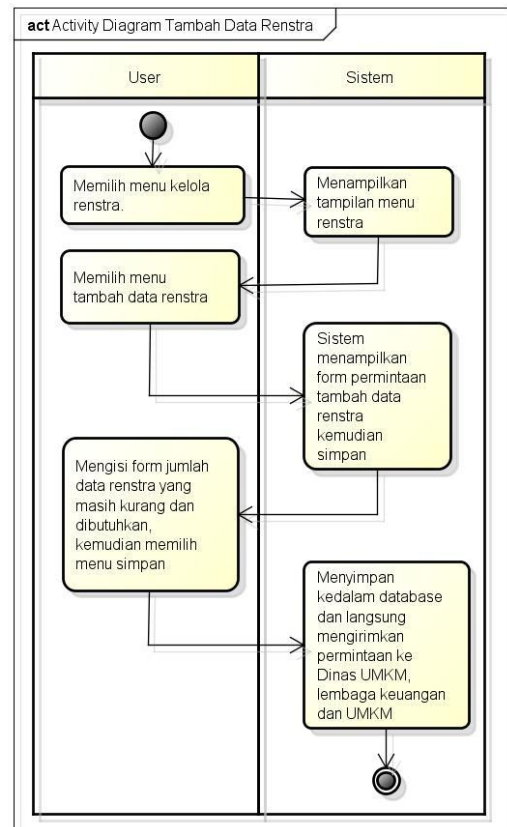 act Activity Diagram Tambah Data Renstra
User
Sistem
Memilih menu kelola
renstra.
Menampilkan
tampilan menu
renstra
Memilih menu
tambah data renstra
Sistem
menampilkan
form permintaan
tambah data
renstra
kemudian
simpan
Mengisi form jumlah
data renstra yang
masih kurang dan
dibutuhkan,
kemudian memilih
menu simpan
Menyimpan
kedalam database
dan langsung
mengirimkan
permintaan ke
Dinas UMKM,
lembaga keuangan
dan UMKM